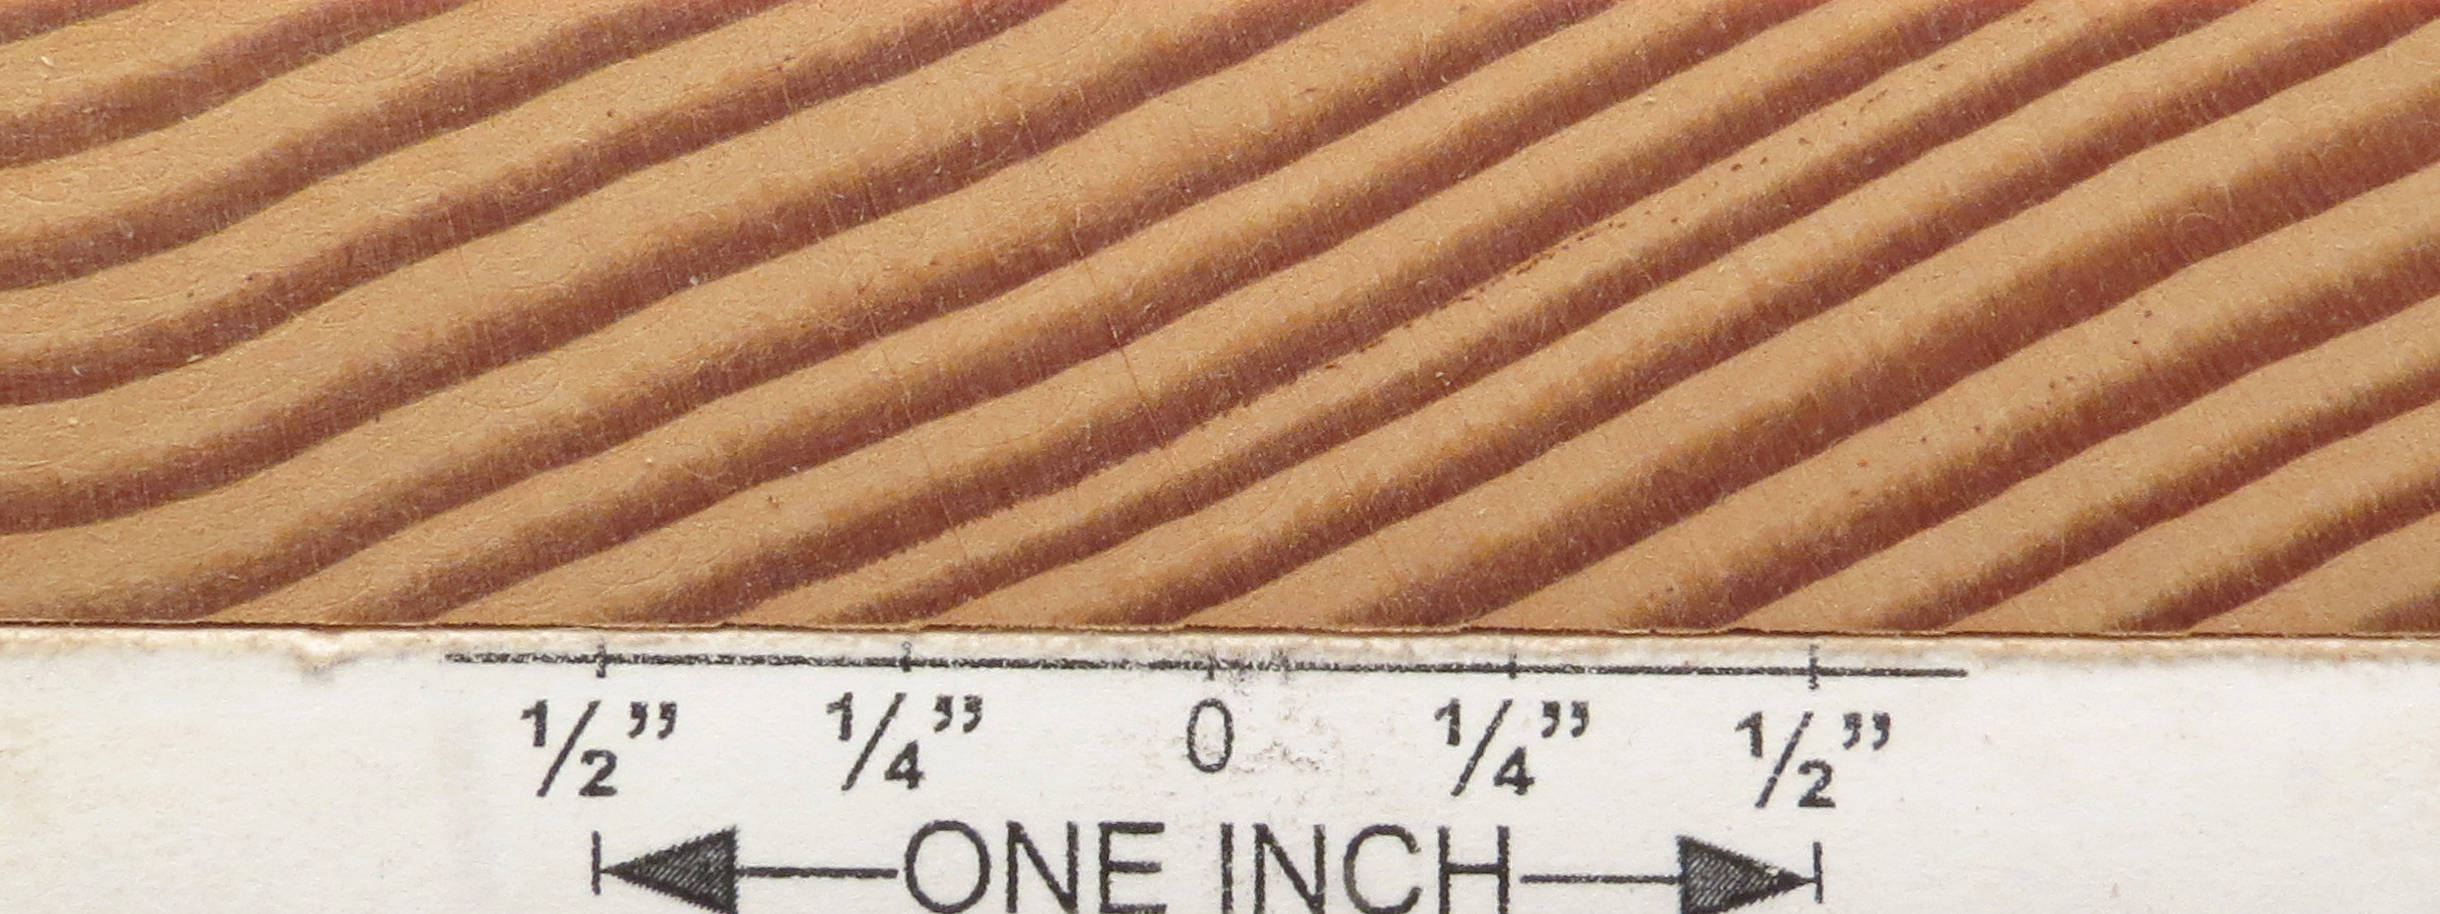 1/2” 1/4” 0 1/4” 1/2”
ONE INCH